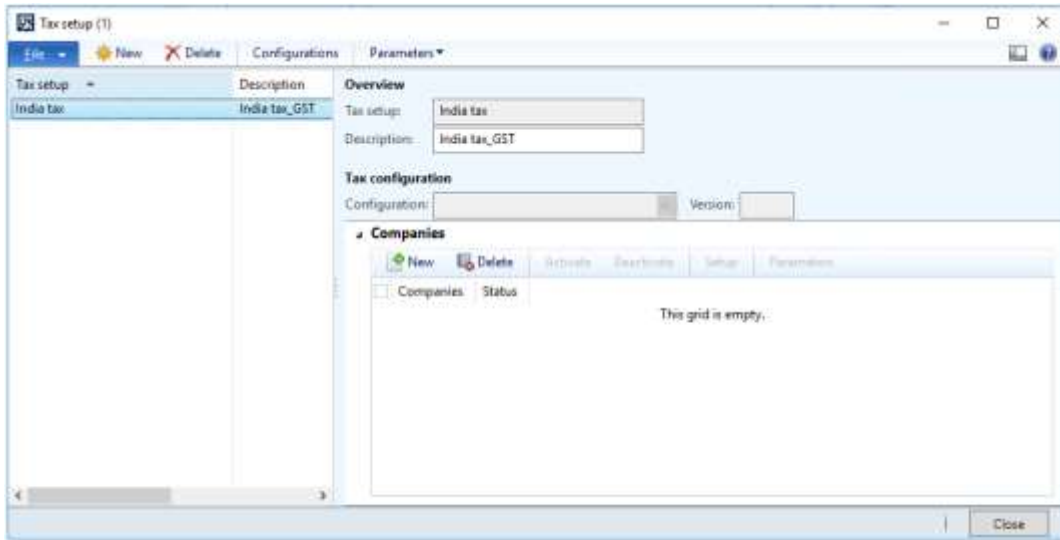 Tax setup (1)
File New Delete Configurations Parameters
Tax setup Description
India tax India tax_GST
Overview
Tax setup: India tax
Description: India tax_GST
Tax configuration
Configuration: Version:
Companies
New Delete Activate Deactivate Setup Parameters
Companies Status
This grid is empty.
Close